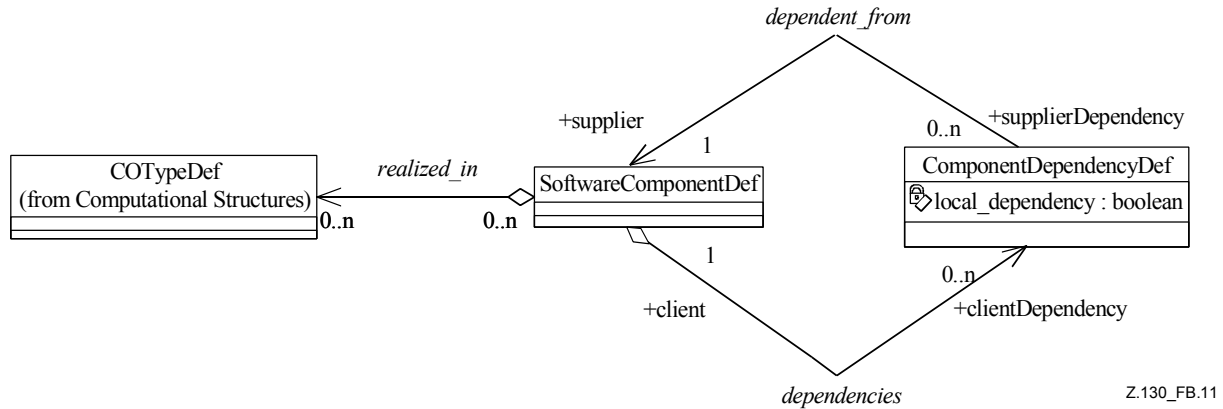 dependent_from
+supplier
1
+supplierDependency
0..n
COTypeDef
(from Computational Structures)
realized_in
0..n
0..n
SoftwareComponentDef
ComponentDependencyDef
local_dependency : boolean
1
+client
0..n
+clientDependency
dependencies
Z.130_FB.11